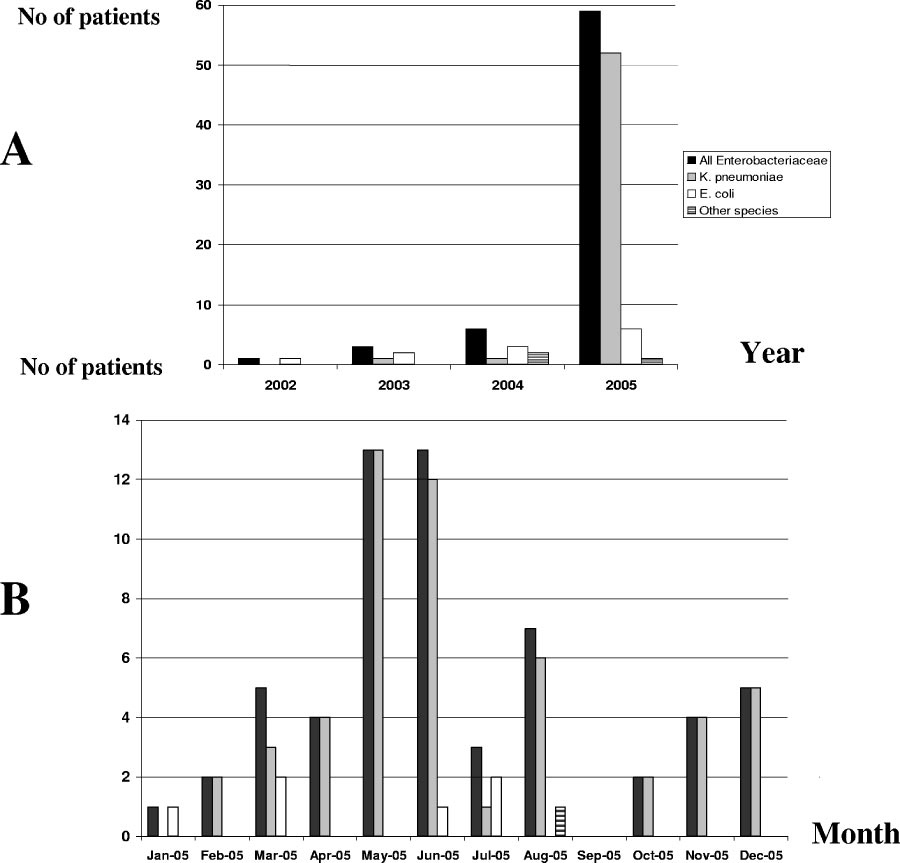 No of patients
A
60
50
40
30
20
10
0
2002 2003 2004 2005
Year
All Enterobacteriaceae
K. pneumoniae
E. coli
Other species
No of patients
B
14
12
10
8
6
4
2
0
Jan-05 Feb-05 Mar-05 Apr-05 May-05 Jun-05 Jul-05 Aug-05 Sep-05 Oct-05 Nov-05 Dec-05
Month